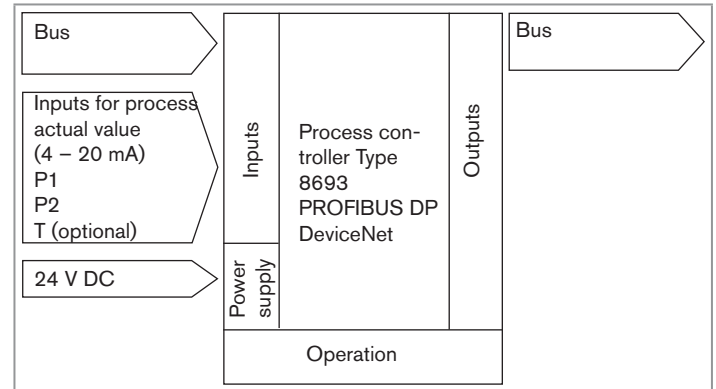 Bus
Inputs for process
actual value
(4 – 20 mA)
P1
P2
T (optional)
24 V DC
Inputs
Power
supply
Process con-
troller Type
8693
PROFIBUS DP
DeviceNet
Outputs
Operation
Bus